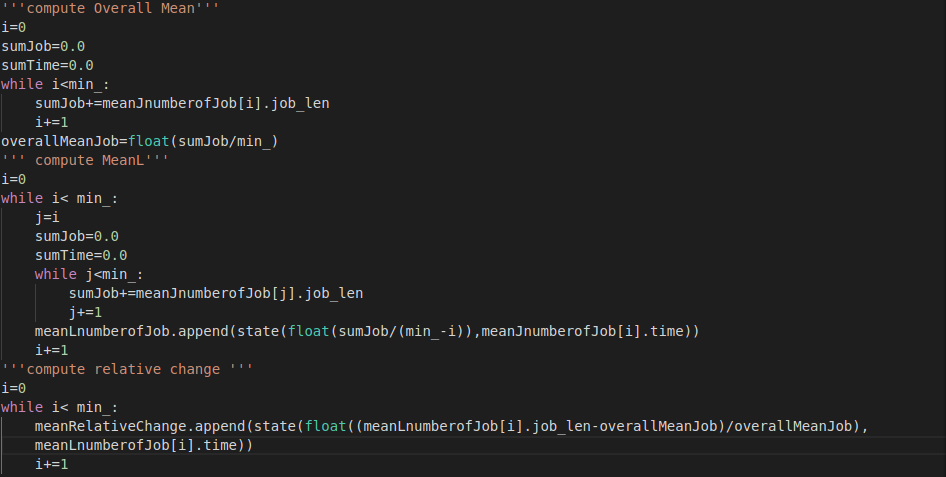 '''compute Overall Mean'''
i=0
sumJob=0.0
sumTime=0.0
while i<min_:
    sumJob+=meanJnumberofJob[i].job_len
    i+=1
overallMeanJob=float(sumJob/min_)
''' compute MeanL'''
i=0
while i< min_:
    j=i
    sumJob=0.0
    sumTime=0.0
    while j<min_:
        sumJob+=meanJnumberofJob[j].job_len
        j+=1
    meanLnumberofJob.append(state(float(sumJob/(min_-i)),meanJnumberofJob[i].time))
    i+=1
'''compute relative change '''
i=0
while i< min_:
    meanRelativeChange.append(state(float((meanLnumberofJob[i].job_len-overallMeanJob)/overallMeanJob),
    meanLnumberofJob[i].time))
    i+=1